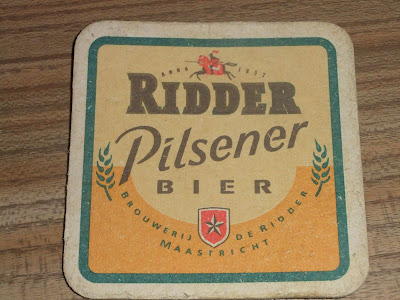 ANNO 1857
RIDDER
Pilsener
BIER
BROUWERIJ DE RIDDER
MAASTRICHT